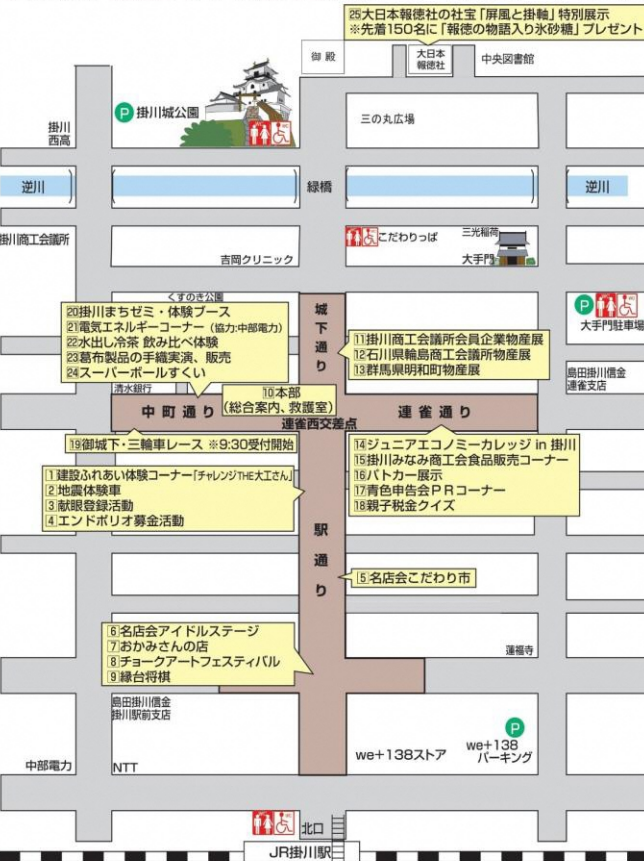 25大日本報徳社の社宝「屏風と掛軸」特別展示
※先着150名に「報徳の物語入り氷砂糖」プレゼント
御殿
大日本
報徳社
中央図書館
P
掛川城公園
三の丸広場
掛川
西高
逆川
緑橋
逆川
掛川商工会議所
こだわりっぱ
三光稲荷
大手門
吉岡クリニック
くすのき公園
城下通り
P
大手門駐車場
20掛川まちゼミ・体験ブース
21電気エネルギーコーナー（協力:中部電力）
22水出し冷茶 飲み比べ体験
23葛布製品の手織実演、販売
24スーパーボールすくい
11掛川商工会議所会員企業物産展
12石川県輪島商工会議所物産展
13群馬県明和町物産展
島田掛川信金
連雀支店
清水銀行
10本部
（総合案内、救護室）
中町通り
連雀通り
連雀西交差点
19御城下・三輪車レース ※9:30受付開始
14ジュニアエコノミーカレッジ in 掛川
15掛川みなみ商工会食品販売コーナー
16パトカー展示
17青色申告会PRコーナー
18親子税金クイズ
1建設ふれあい体験コーナー「チャレンジTHE大工さん」
2地震体験車
3献眼登録活動
4エンドポリオ募金活動
駅通り
5名店会こだわり市
6名店会アイドルステージ
7おかみさんの店
8チョークアートフェスティバル
9縁台将棋
蓮福寺
島田掛川信金
掛川駅前支店
P
we+138
パーキング
we+138ストア
中部電力
NTT
北口
JR掛川駅